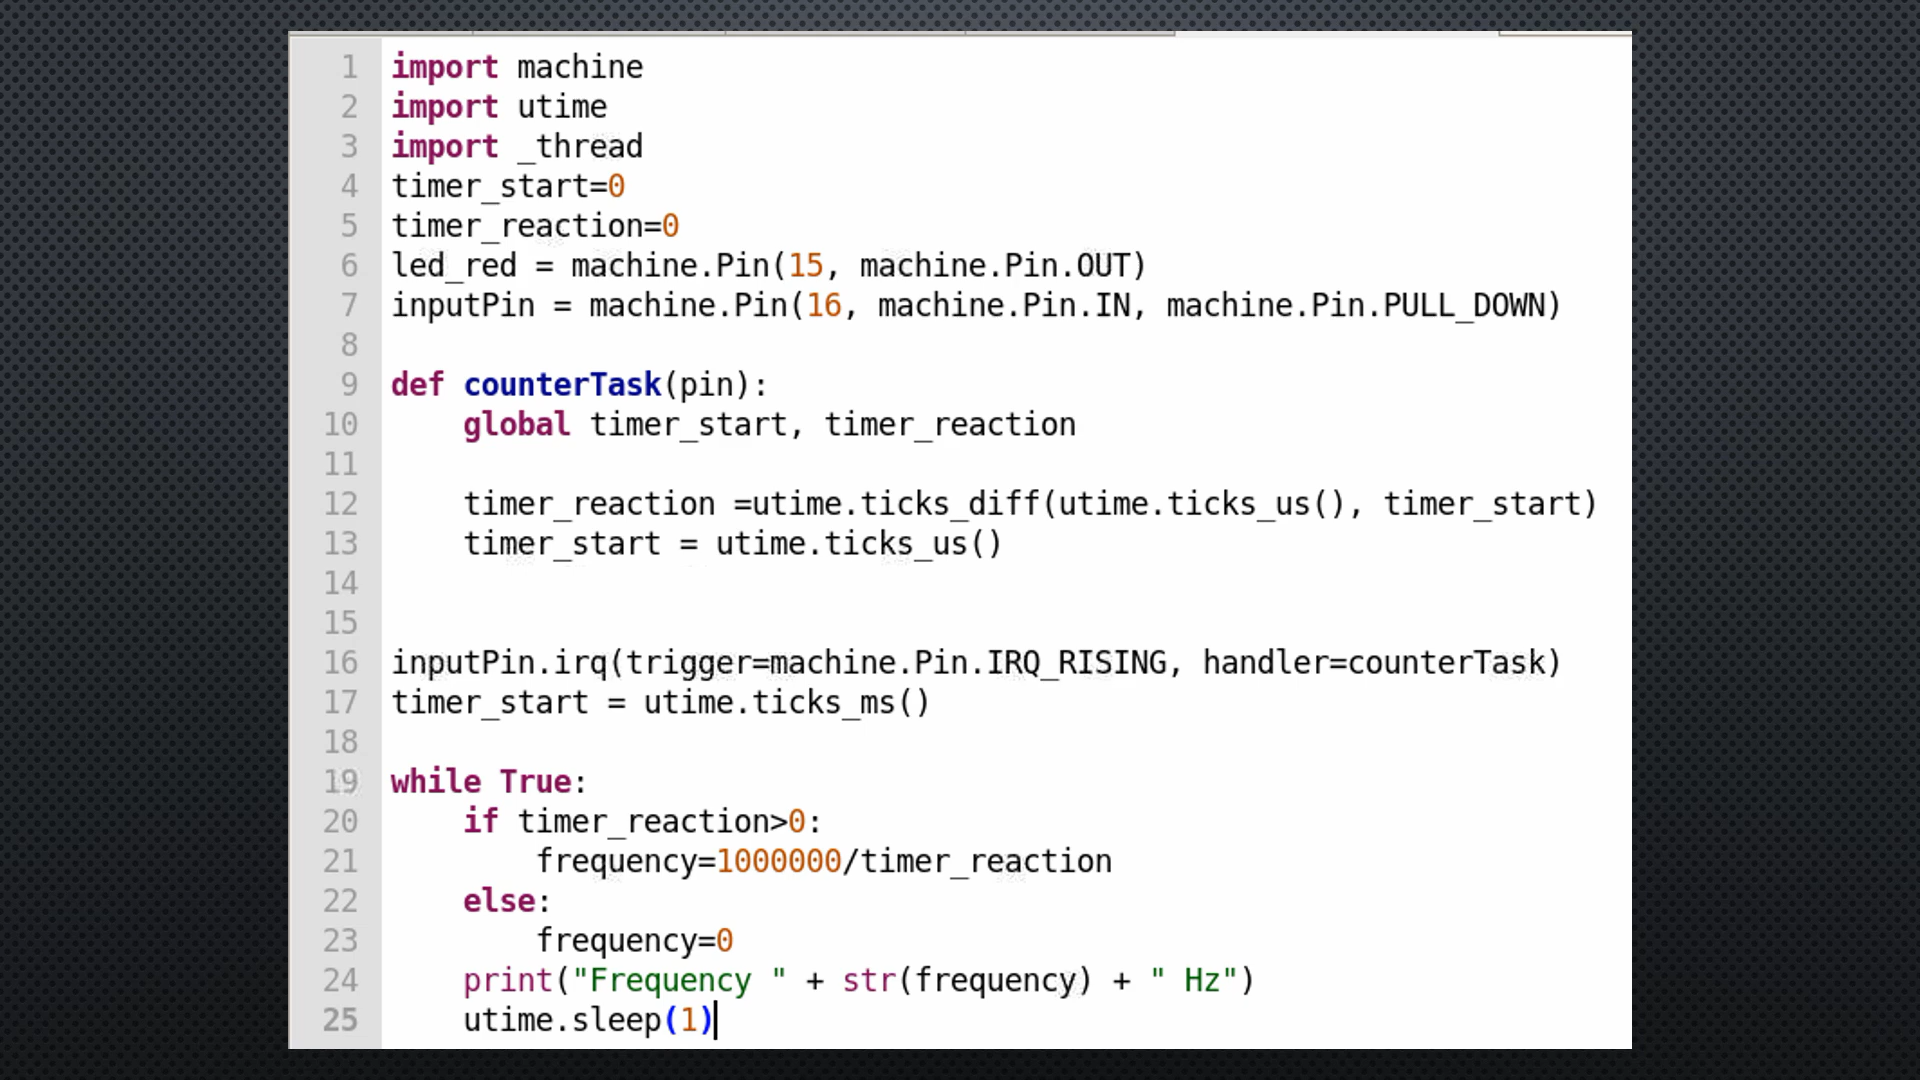 1 import machine
2 import utime
3 import _thread
4 timer_start=0
5 timer_reaction=0
6 led_red = machine.Pin(15, machine.Pin.OUT)
7 inputPin = machine.Pin(16, machine.Pin.IN, machine.Pin.PULL_DOWN)
8
9 def counterTask(pin):
10     global timer_start, timer_reaction
11
12     timer_reaction =utime.ticks_diff(utime.ticks_us(), timer_start)
13     timer_start = utime.ticks_us()
14
15
16 inputPin.irq(trigger=machine.Pin.IRQ_RISING, handler=counterTask)
17 timer_start = utime.ticks_ms()
18
19 while True:
20     if timer_reaction>0:
21         frequency=1000000/timer_reaction
22     else:
23         frequency=0
24     print("Frequency " + str(frequency) + " Hz")
25     utime.sleep(1)